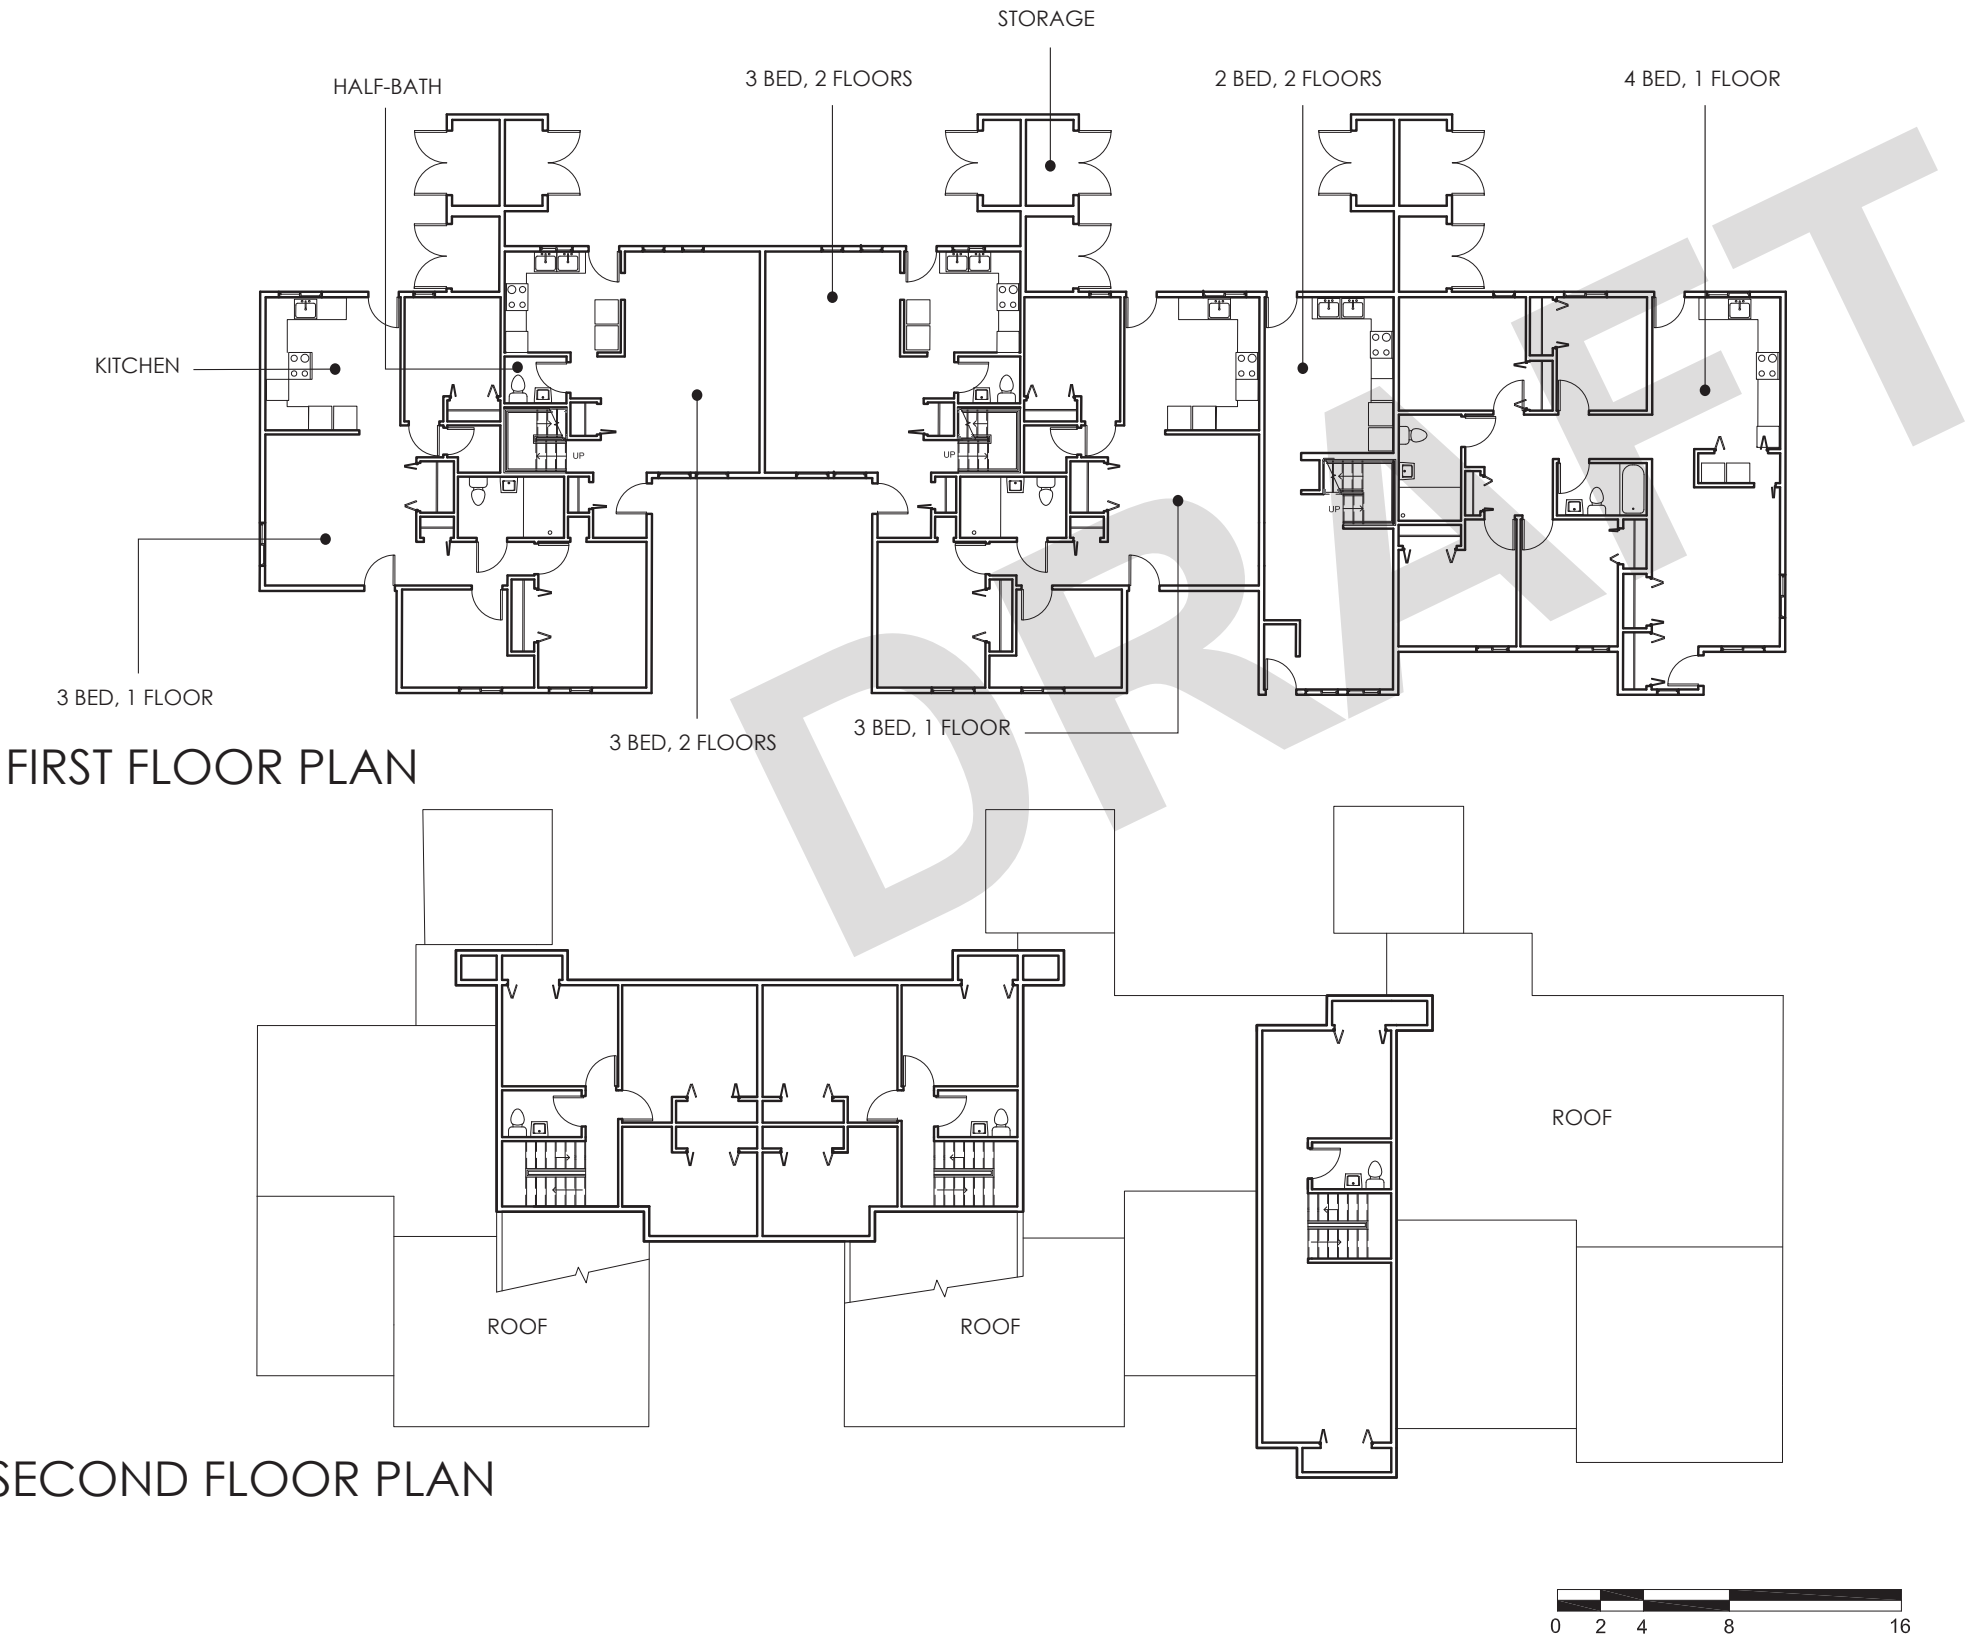 STORAGE
HALF-BATH
3 BED, 2 FLOORS
2 BED, 2 FLOORS
4 BED, 1 FLOOR
KITCHEN
UP
UP
UP
3 BED, 1 FLOOR
3 BED, 2 FLOORS
3 BED, 1 FLOOR
FIRST FLOOR PLAN
DRAFT
ROOF
ROOF
ROOF
SECOND FLOOR PLAN
0 2 4 8 16